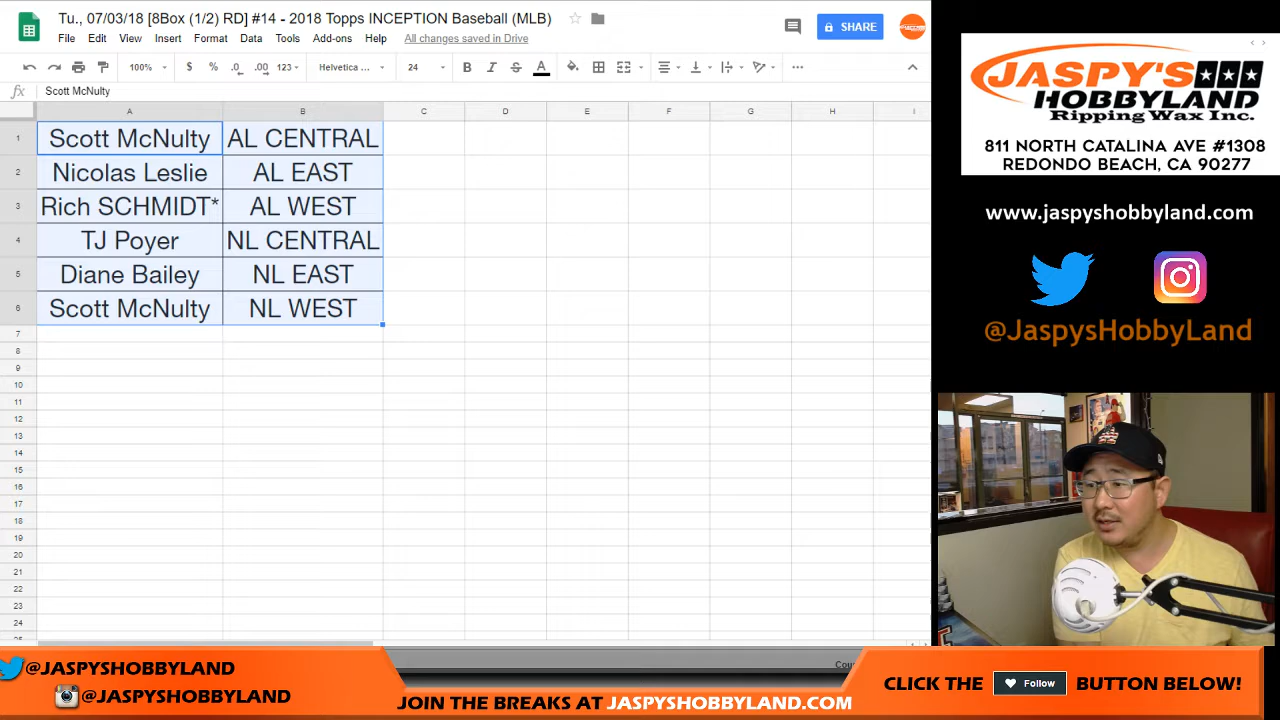 Tu., 07/03/18 [8Box (1/2) RD] #14 - 2018 Topps INCEPTION Baseball (MLB)
File Edit View Insert Format Data Tools Add-ons Help All changes saved in Drive
SHARE
100% $ % .0 .00 123 Helvetica ... 24 B I S A
fx Scott McNulty
A B C D E F G H I
1 Scott McNulty AL CENTRAL
2 Nicolas Leslie AL EAST
3 Rich SCHMIDT* AL WEST
4 TJ Poyer NL CENTRAL
5 Diane Bailey NL EAST
6 Scott McNulty NL WEST
7
8
9
10
11
12
13
14
15
16
17
18
19
20
21
22
23
24
JASPY'S
HOBBYLAND
Ripping Wax Inc.
811 NORTH CATALINA AVE #1308
REDONDO BEACH, CA 90277
www.jaspyshobbyland.com
@JaspysHobbyLand
@JASPYSHOBBYLAND
@JASPYSHOBBYLAND
JOIN THE BREAKS AT JASPYSHOBBYLAND.COM
CLICK THE Follow BUTTON BELOW!